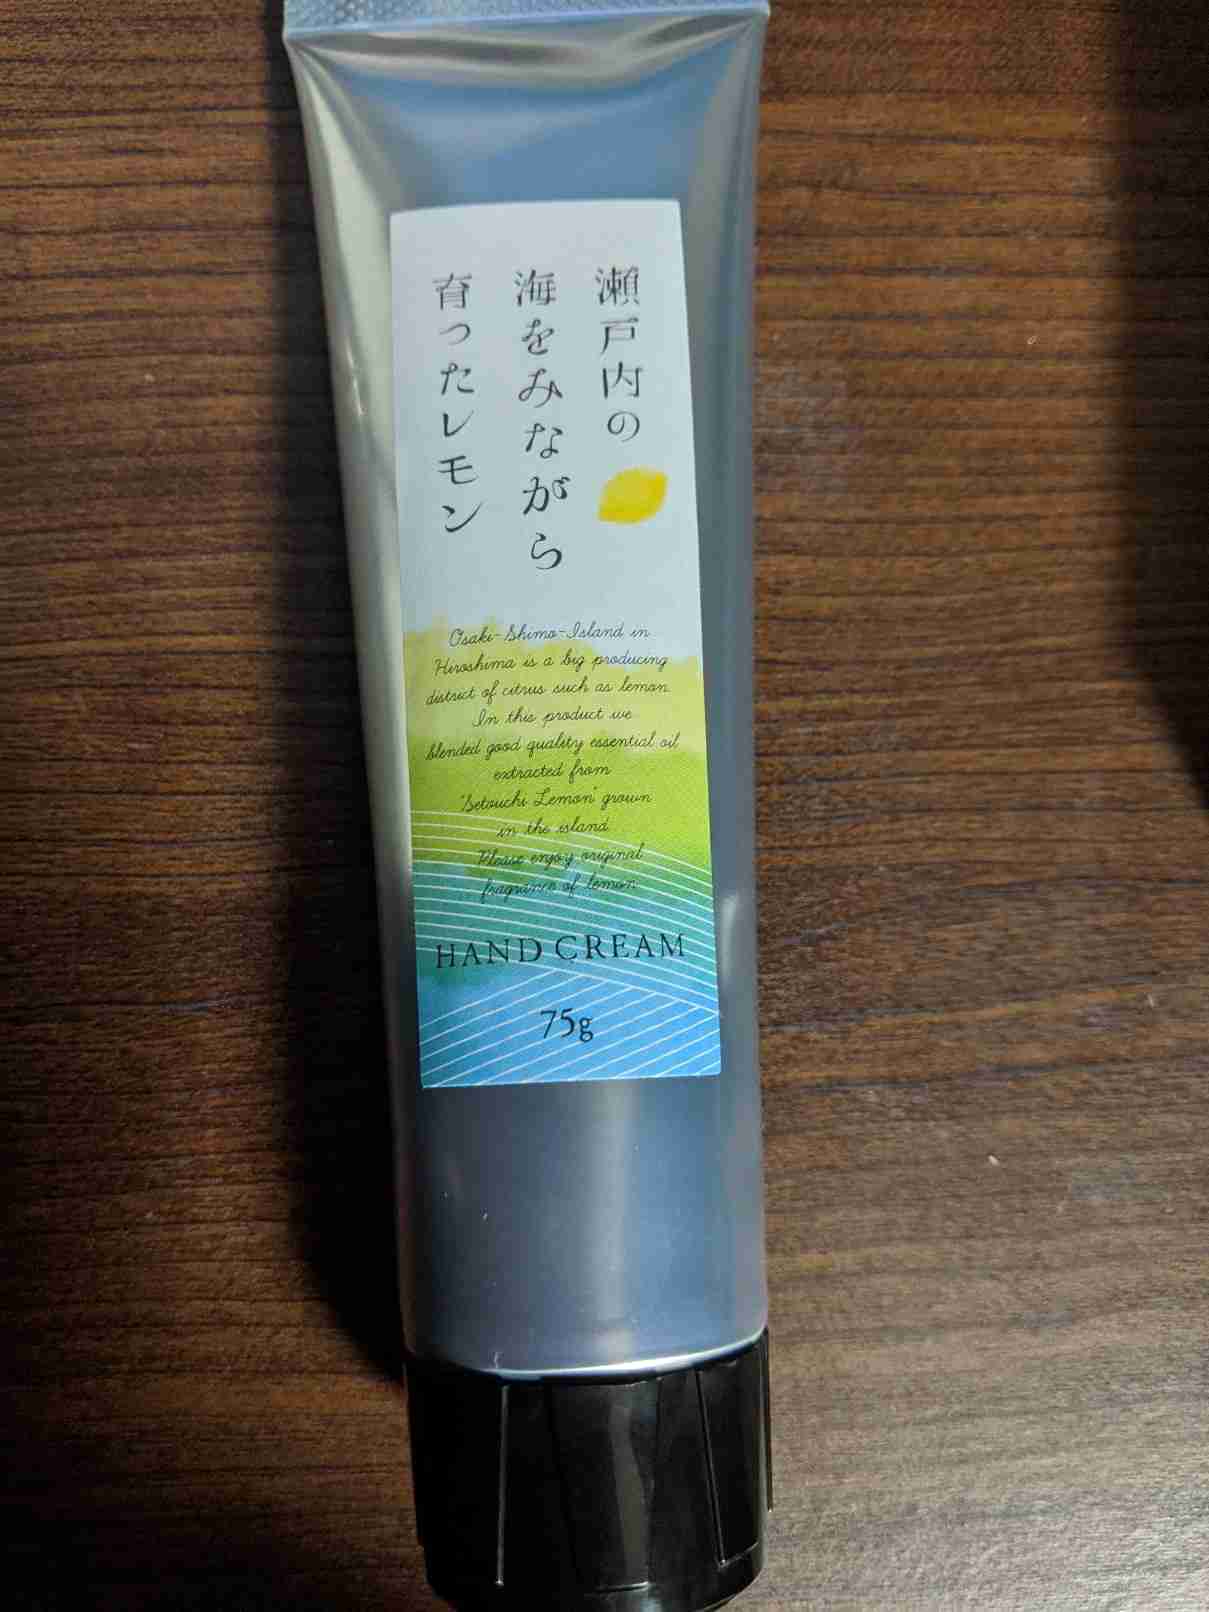 瀬戸内の
海をみながら
育ったレモン
Osaki-Shimo-Island in
Hiroshima is a big producing
district of citrus such as lemon.
In this product we
blended good quality essential oil
extracted from
"Setouchi Lemon" grown
in the island.
Please enjoy original
fragrance of lemon.
HAND CREAM
75g